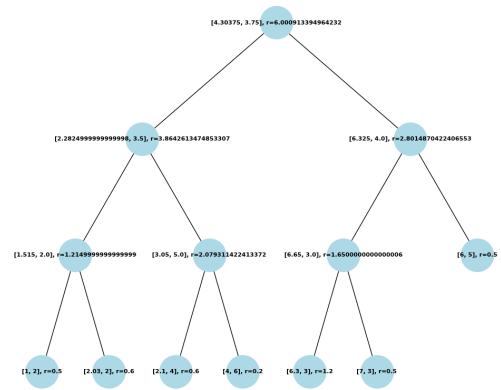 [4.30375, 3.75], r=6.000913394964232
[2.2824999999999998, 3.5], r=3.8642613474853307
[6.325, 4.0], r=2.8014870422406553
[1.515, 2.0], r=1.2149999999999999
[3.05, 5.0], r=2.079311422413372
[6.65, 3.0], r=1.6500000000000006
[6, 5], r=0.5
[1, 2], r=0.5
[2.03, 2], r=0.6
[2.1, 4], r=0.6
[4, 6], r=0.2
[6.3, 3], r=1.2
[7, 3], r=0.5